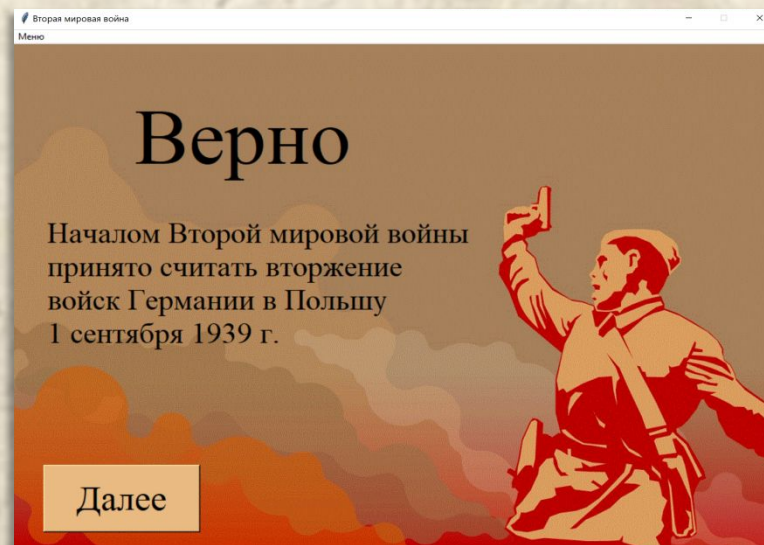 Вторая мировая война
Меню
Верно
Началом Второй мировой войны
принято считать вторжение
войск Германии в Польшу
1 сентября 1939 г.
Далее